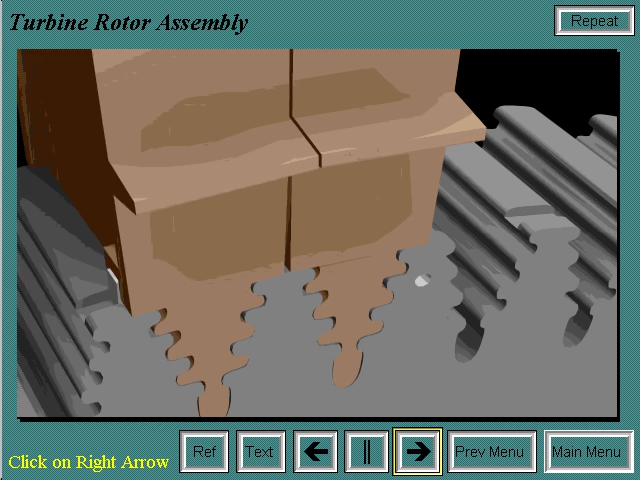 Turbine Rotor Assembly
Repeat
Click on Right Arrow
Ref
Text
Prev Menu
Main Menu